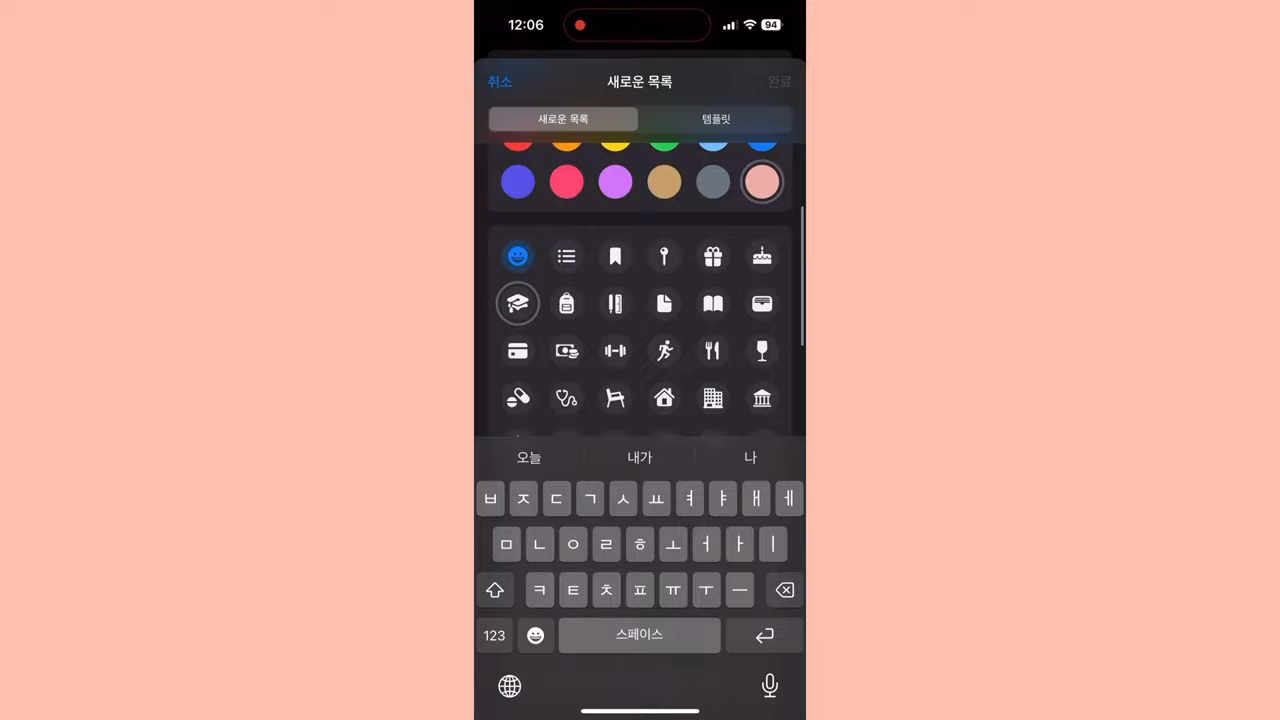 12:06
94
취소
새로운 목록
완료
새로운 목록
템플릿
오늘
내가
나
ㅂ ㅈ ㄷ ㄱ ㅅ ㅛ ㅕ ㅑ ㅐ ㅔ
ㅁ ㄴ ㅇ ㄹ ㅎ ㅗ ㅓ ㅏ ㅣ
ㅋ ㅌ ㅊ ㅍ ㅠ ㅜ ㅡ
123
스페이스